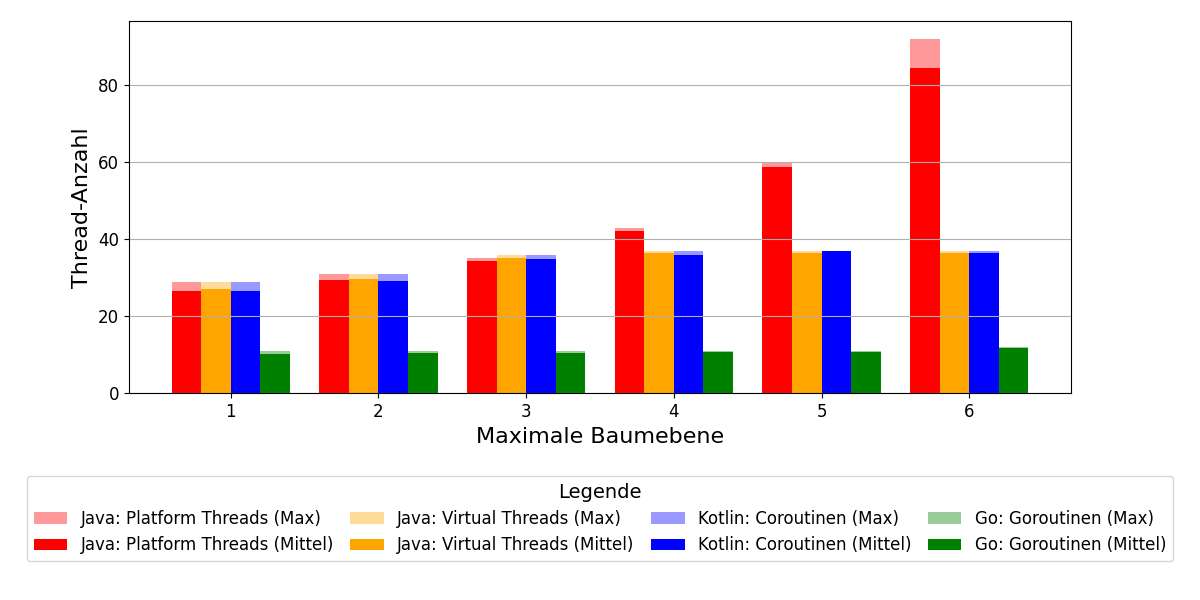 80
60
40
20
0
Thread-Anzahl
1 2 3 4 5 6
Maximale Baumebene
Legende
Java: Platform Threads (Max) Java: Virtual Threads (Max) Kotlin: Coroutinen (Max) Go: Goroutinen (Max)
Java: Platform Threads (Mittel) Java: Virtual Threads (Mittel) Kotlin: Coroutinen (Mittel) Go: Goroutinen (Mittel)